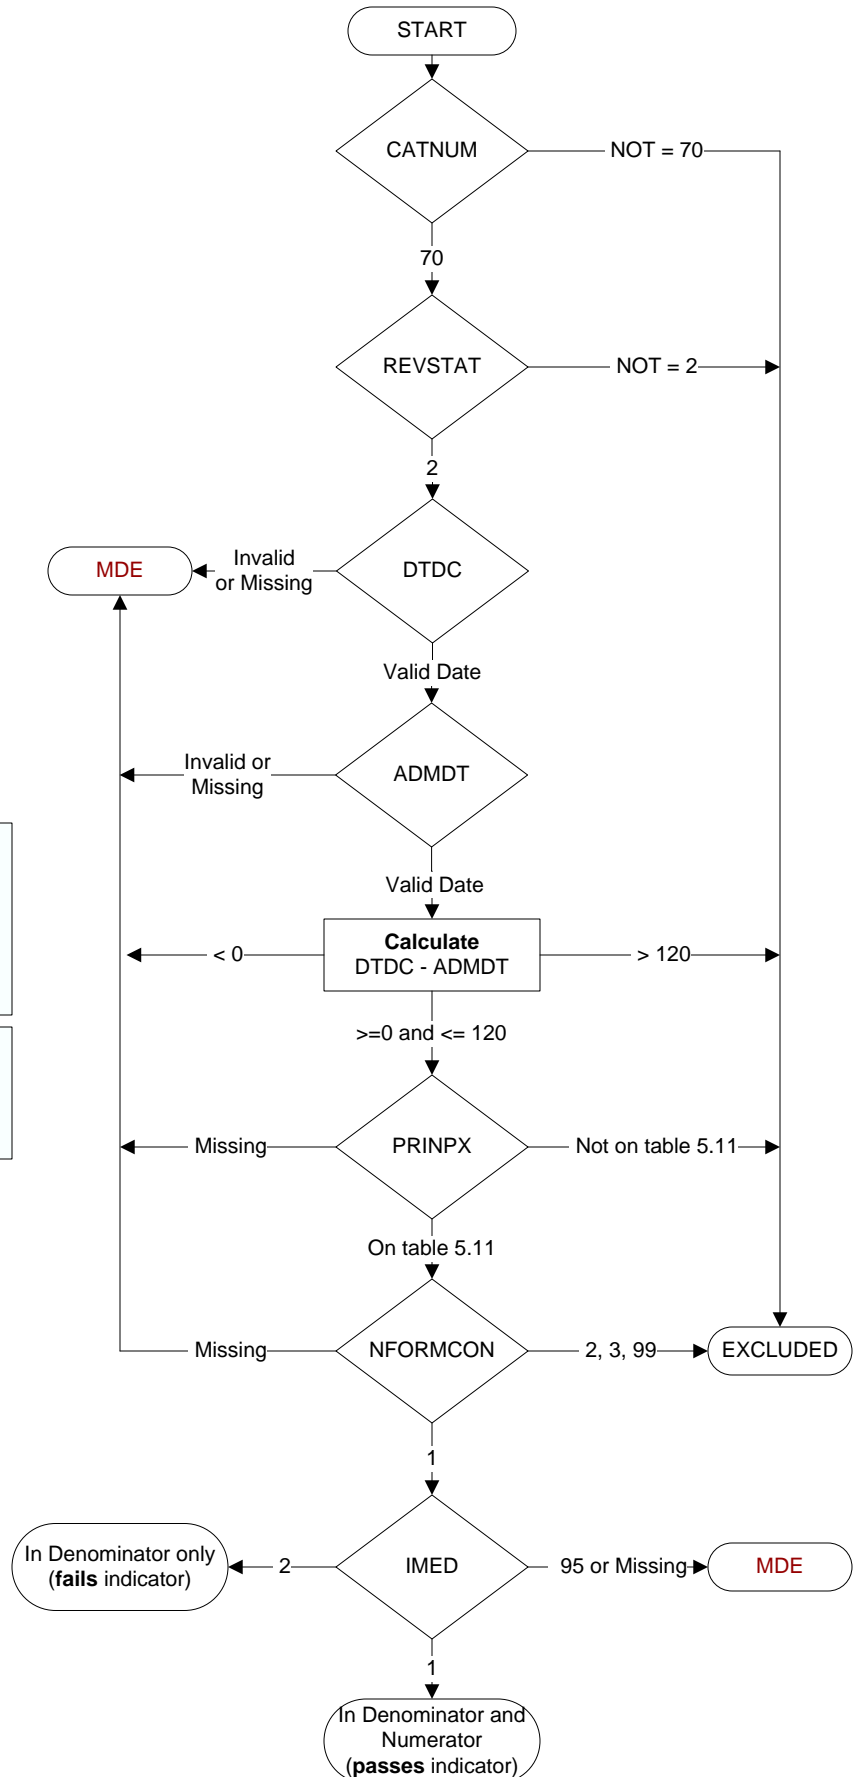 START
CATNUM
NOT = 70
70
REVSTAT
NOT = 2
2
MDE
Invalid
or Missing
DTDC
Valid Date
Invalid or
Missing
ADMDT
Valid Date
< 0
Calculate
DTDC - ADMDT
> 120
>=0 and <= 120
Missing
PRINPX
Not on table 5.11
On table 5.11
Missing
NFORMCON
2, 3, 99
EXCLUDED
1
In Denominator only
(fails indicator)
2
IMED
95 or Missing
MDE
1
In Denominator and
Numerator
(passes indicator)